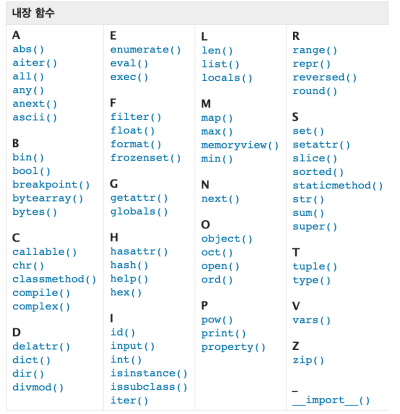 내장 함수
A
abs()
aiter()
all()
any()
anext()
ascii()
B
bin()
bool()
breakpoint()
bytearray()
bytes()
C
callable()
chr()
classmethod()
compile()
complex()
D
delattr()
dict()
dir()
divmod()
E
enumerate()
eval()
exec()
F
filter()
float()
format()
frozenset()
G
getattr()
globals()
H
hasattr()
hash()
help()
hex()
I
id()
input()
int()
isinstance()
issubclass()
iter()
L
len()
list()
locals()
M
map()
max()
memoryview()
min()
N
next()
O
object()
oct()
open()
ord()
P
pow()
print()
property()
R
range()
repr()
reversed()
round()
S
set()
setattr()
slice()
sorted()
staticmethod()
str()
sum()
super()
T
tuple()
type()
V
vars()
Z
zip()
_
__import__()